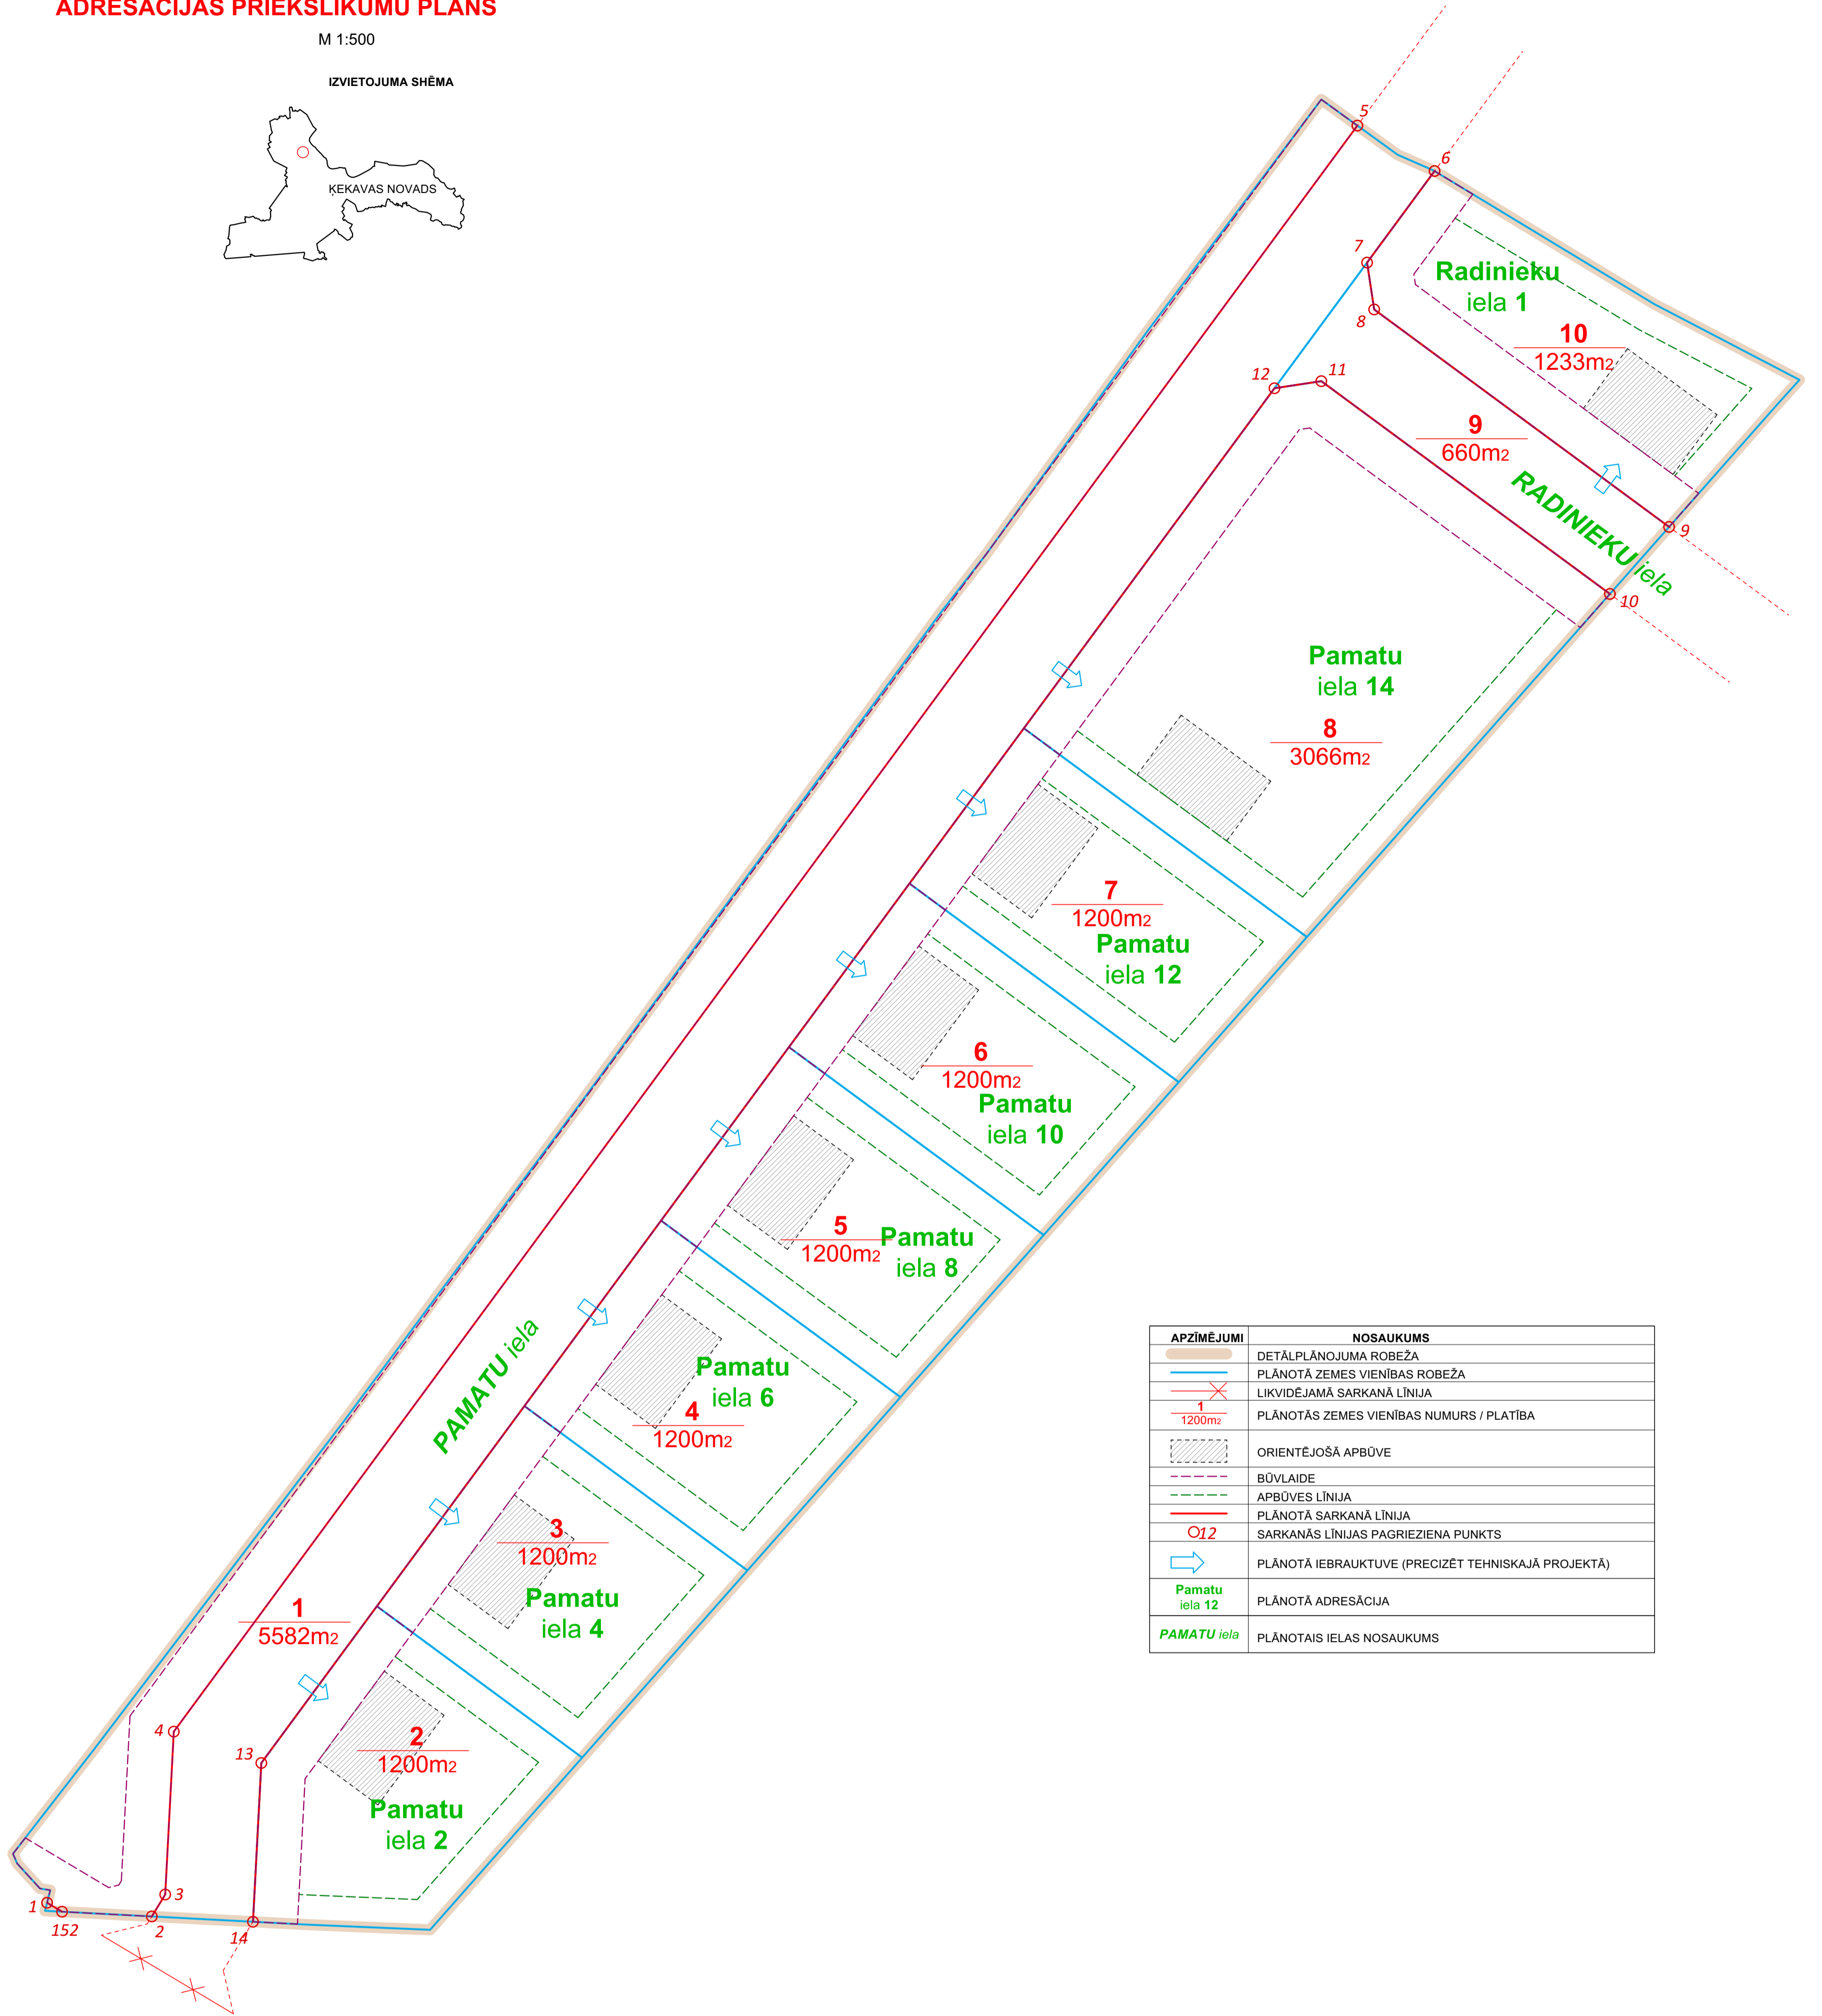 ADRESĀCIJAS PRIEKŠLIKUMU PLĀNS
M 1:500
IZVIETOJUMA SHĒMA
ĶEKAVAS NOVADS
5
6
7
8
Radinieku
iela 1
10
1233m2
12
11
9
660m2
RADINIEKU iela
9
10
Pamatu
iela 14
8
3066m2
7
1200m2
Pamatu
iela 12
6
1200m2
Pamatu
iela 10
5
1200m2
Pamatu
iela 8
Pamatu
iela 6
4
1200m2
PAMATU iela
3
1200m2
Pamatu
iela 4
1
5582m2
4
13
2
1200m2
Pamatu
iela 2
3
1
152
2
14
APZĪMĒJUMI NOSAUKUMS
DETĀLPLĀNOJUMA ROBEŽA
PLĀNOTĀ ZEMES VIENĪBAS ROBEŽA
LIKVIDĒJAMĀ SARKANĀ LĪNIJA
1
1200m2
PLĀNOTĀS ZEMES VIENĪBAS NUMURS / PLATĪBA
ORIENTĒJOŠĀ APBŪVE
BŪVLAIDE
APBŪVES LĪNIJA
PLĀNOTĀ SARKANĀ LĪNIJA
12 SARKANĀS LĪNIJAS PAGRIEZIENA PUNKTS
PLĀNOTĀ IEBRAUKTUVE (PRECIZĒT TEHNISKAJĀ PROJEKTĀ)
Pamatu
iela 12
PLĀNOTĀ ADRESĀCIJA
PAMATU iela PLĀNOTAIS IELAS NOSAUKUMS